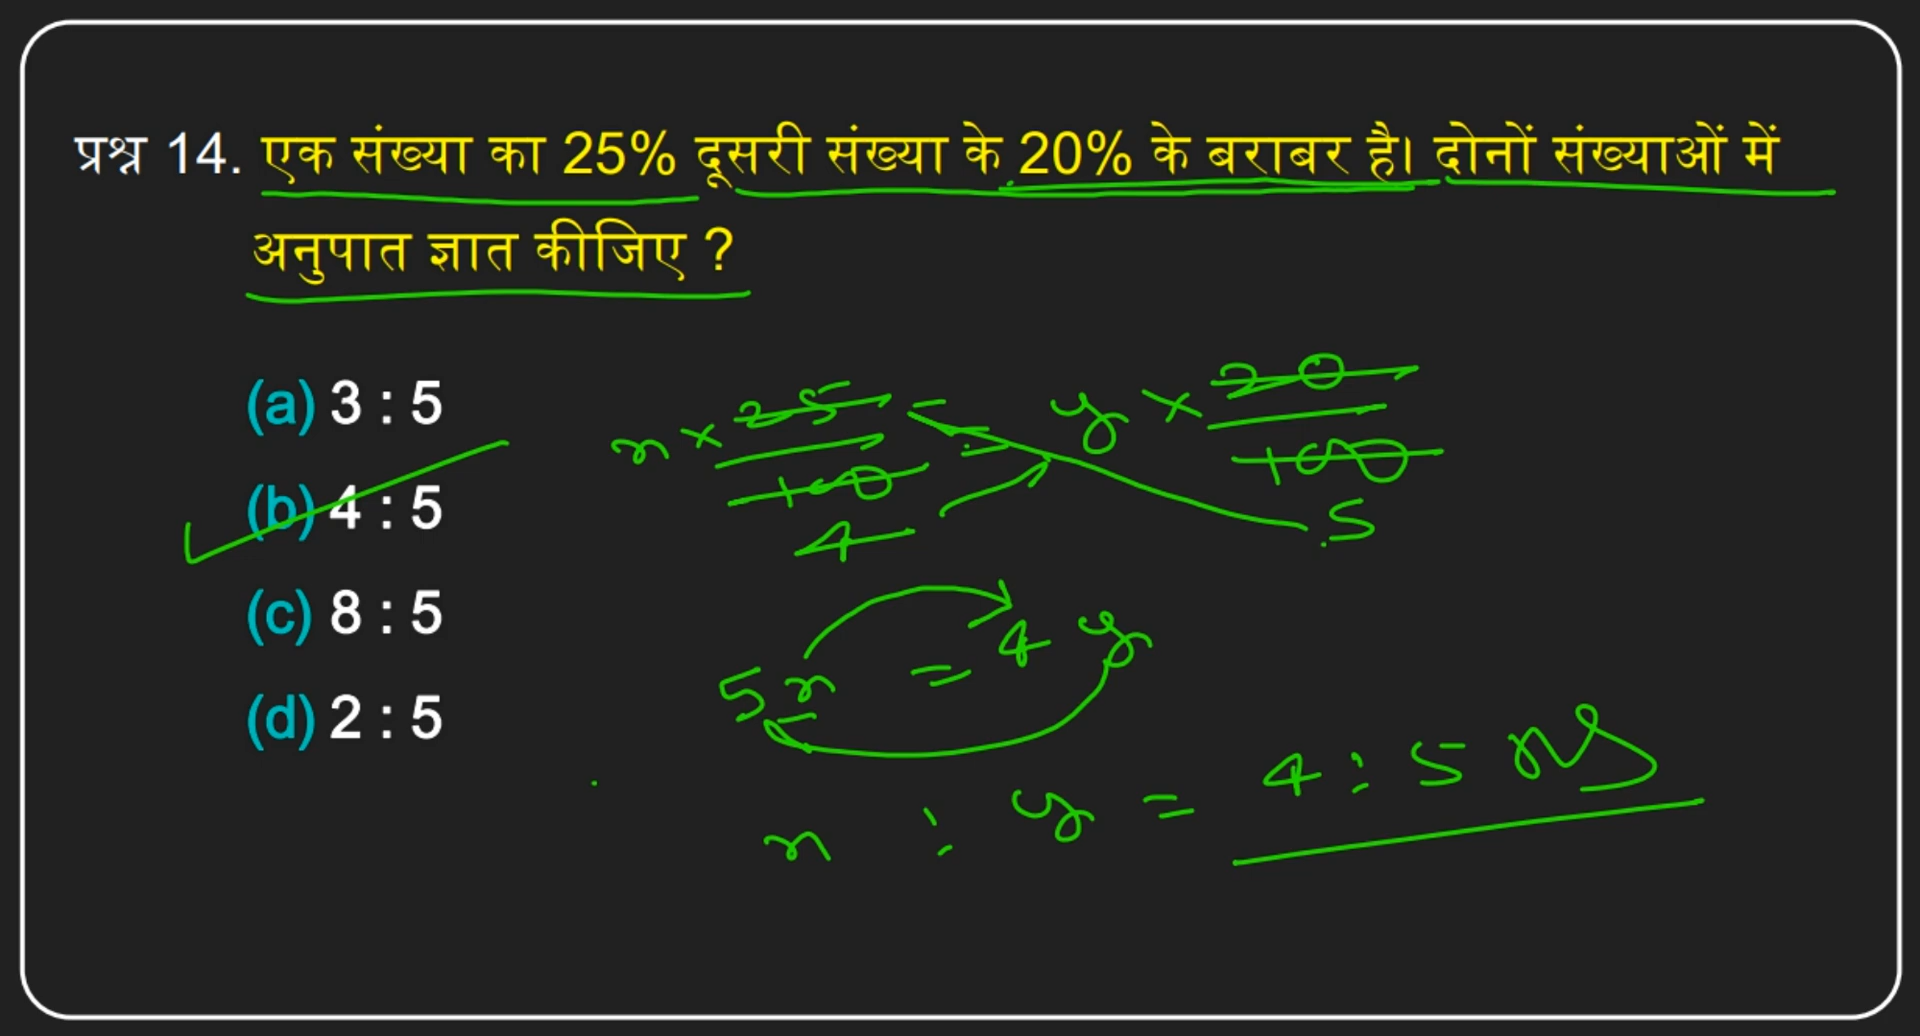 प्रश्न 14. एक संख्या का 25% दूसरी संख्या के 20% के बराबर है। दोनों संख्याओं में
अनुपात ज्ञात कीजिए ?
(a) 3 : 5
(b) 4 : 5
(c) 8 : 5
(d) 2 : 5
x × 25/100 = y × 20/100
4 5
5x = 4y
x : y = 4 : 5